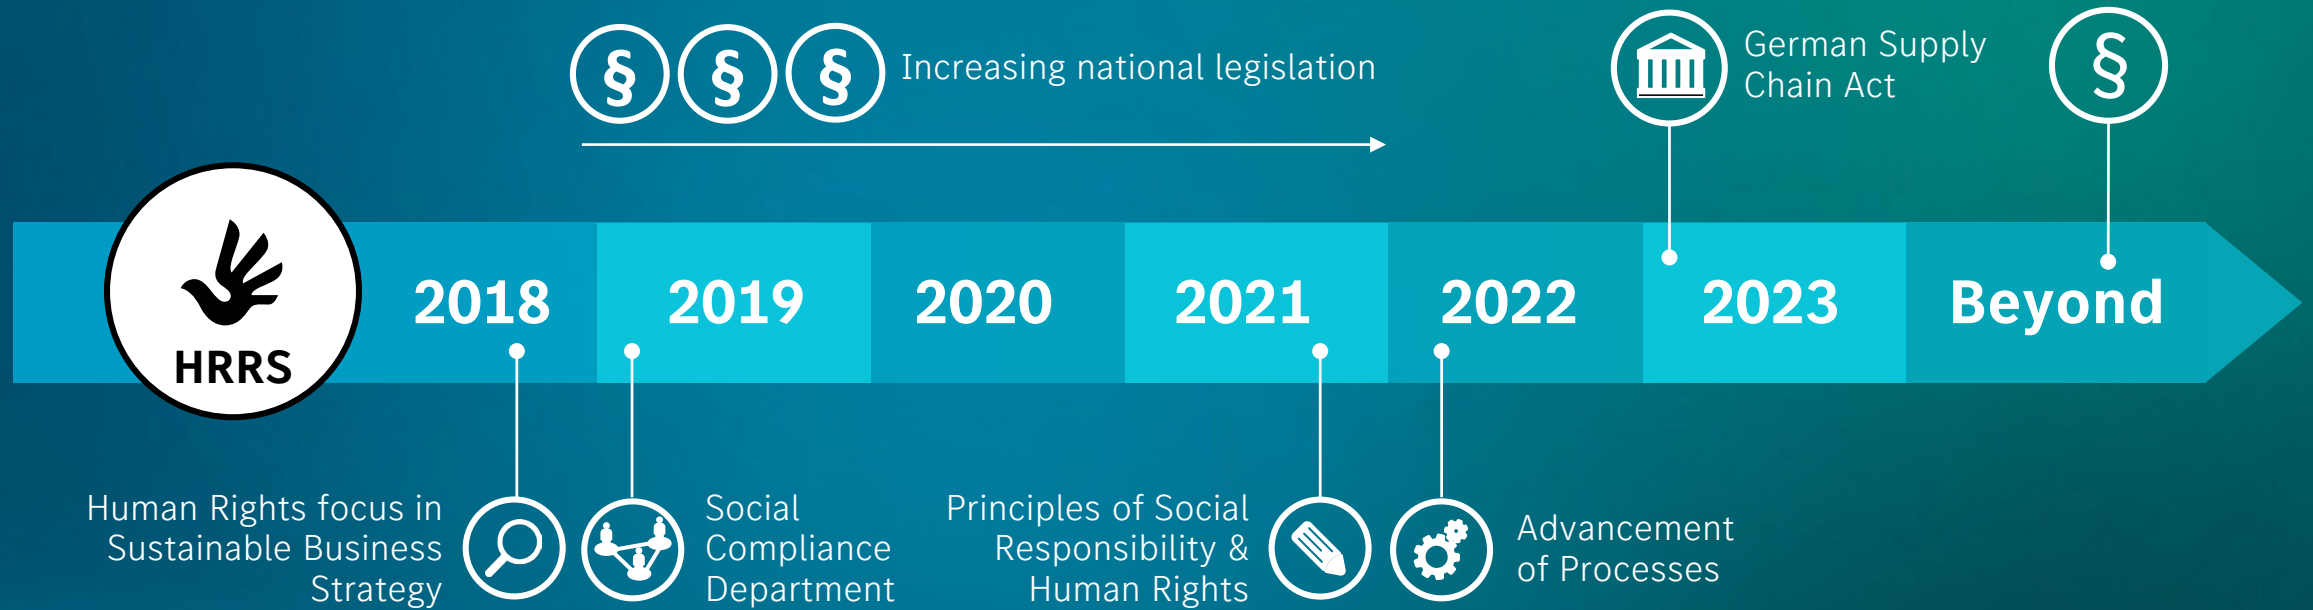 § § § Increasing national legislation
German Supply
Chain Act
§
HRRS
2018 2019 2020 2021 2022 2023 Beyond
Human Rights focus in
Sustainable Business
Strategy
Social
Compliance
Department
Principles of Social
Responsibility &
Human Rights
Advancement
of Processes